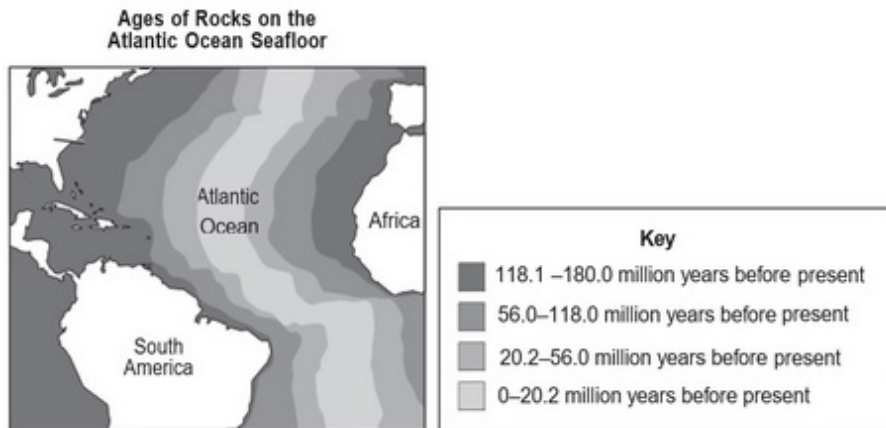 Ages of Rocks on the
Atlantic Ocean Seafloor
Atlantic
Ocean
Africa
South
America
Key
118.1 –180.0 million years before present
56.0–118.0 million years before present
20.2–56.0 million years before present
0–20.2 million years before present